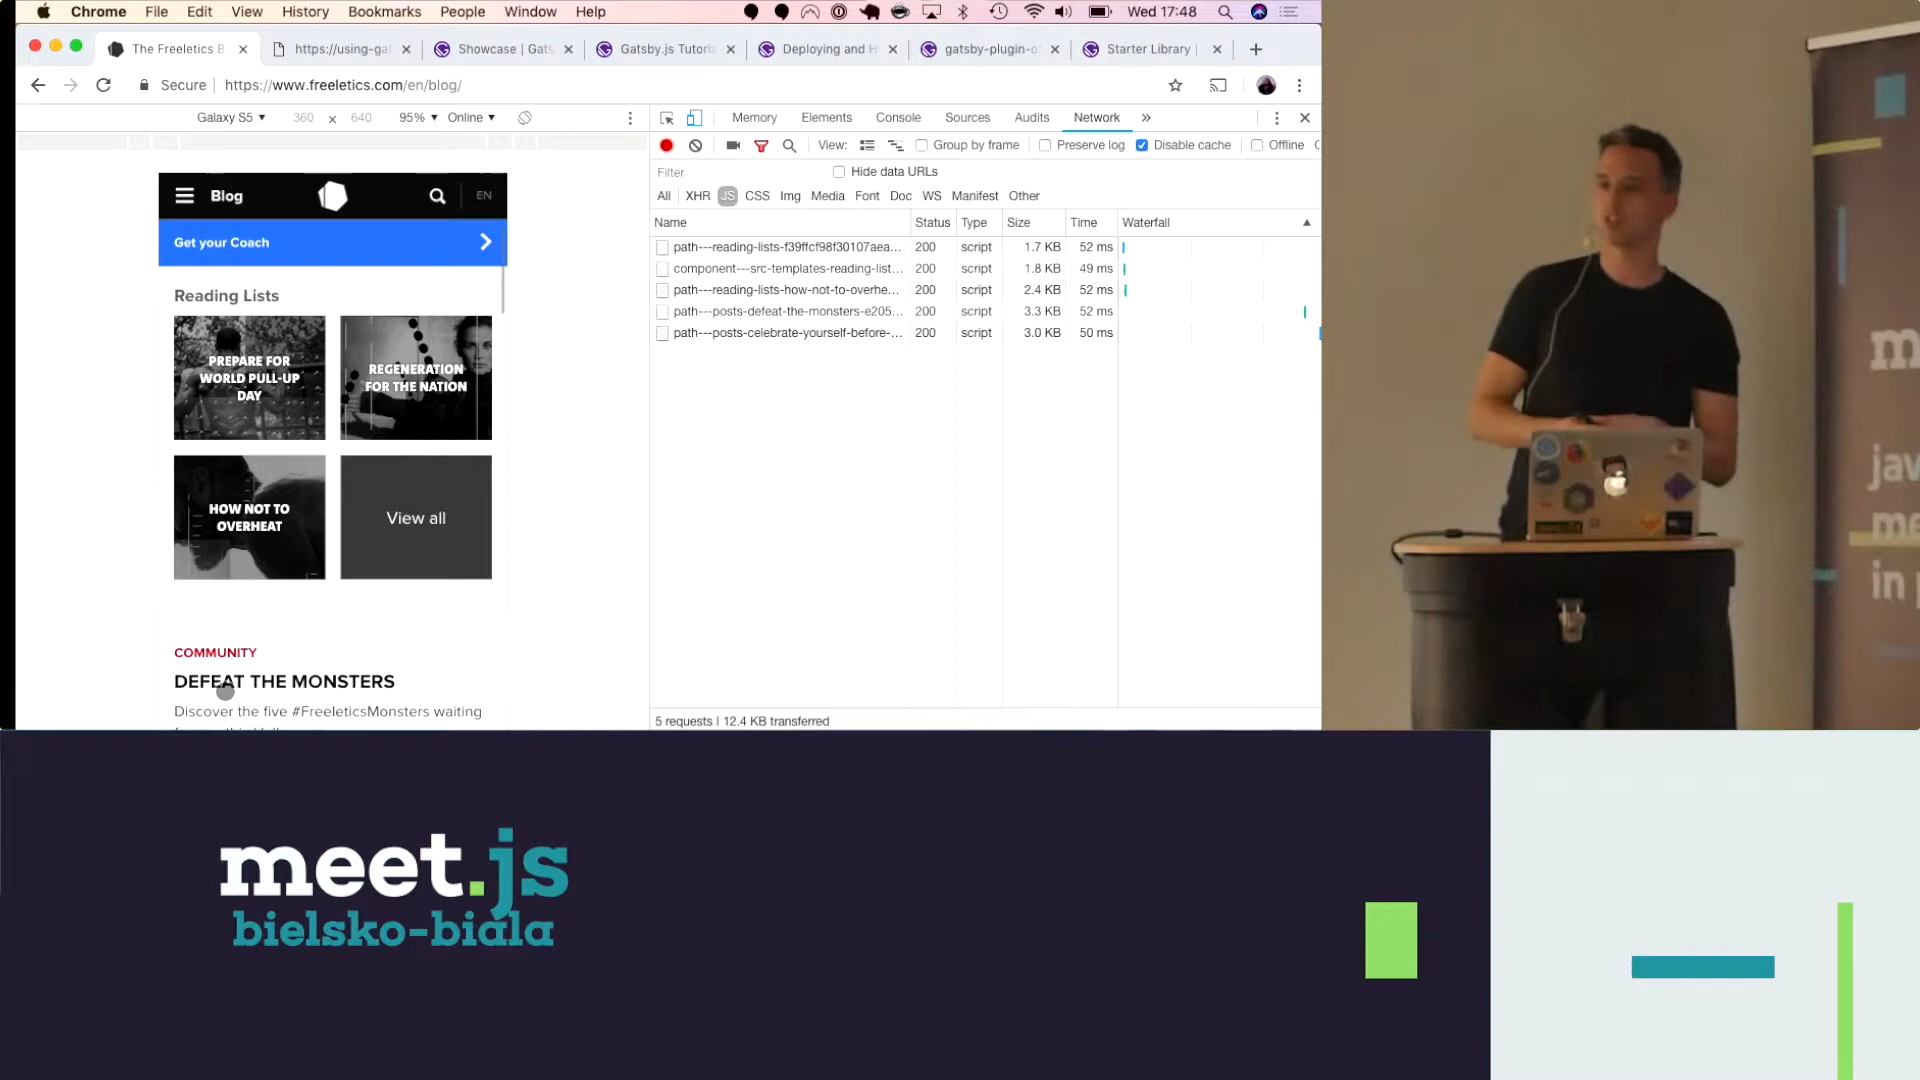 Chrome File Edit View History Bookmarks People Window Help Wed 17:48
The Freeletics B https://using-gat Showcase | Gats Gatsby.js Tutoria Deploying and H gatsby-plugin-of Starter Library |
Secure https://www.freeletics.com/en/blog/
Galaxy S5 ▾ 360 × 640 95% ▾ Online ▾
Memory Elements Console Sources Audits Network »
View: Group by frame Preserve log Disable cache Offline
Filter Hide data URLs
All XHR JS CSS Img Media Font Doc WS Manifest Other
Name Status Type Size Time Waterfall
path---reading-lists-f39ffcf98f30107aea... 200 script 1.7 KB 52 ms
component---src-templates-reading-list... 200 script 1.8 KB 49 ms
path---reading-lists-how-not-to-overhe... 200 script 2.4 KB 52 ms
path---posts-defeat-the-monsters-e205... 200 script 3.3 KB 52 ms
path---posts-celebrate-yourself-before-... 200 script 3.0 KB 50 ms
5 requests | 12.4 KB transferred
Blog EN
Get your Coach
Reading Lists
PREPARE FOR
WORLD PULL-UP
DAY
REGENERATION
FOR THE NATION
HOW NOT TO
OVERHEAT
View all
COMMUNITY
DEFEAT THE MONSTERS
Discover the five #FreeleticsMonsters waiting
m
jav
me
in p
meet.js
bielsko-biala